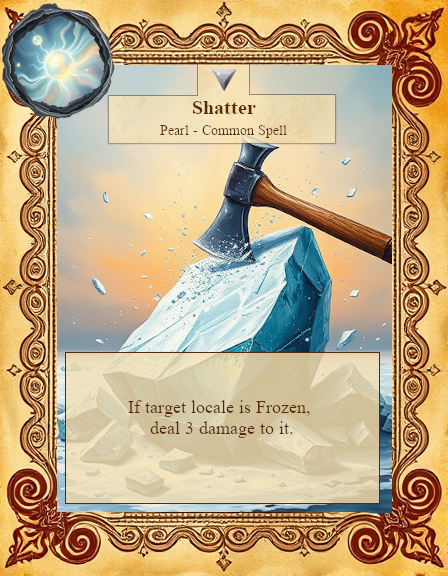 Shatter
Pearl - Common Spell
If target locale is Frozen,
deal 3 damage to it.